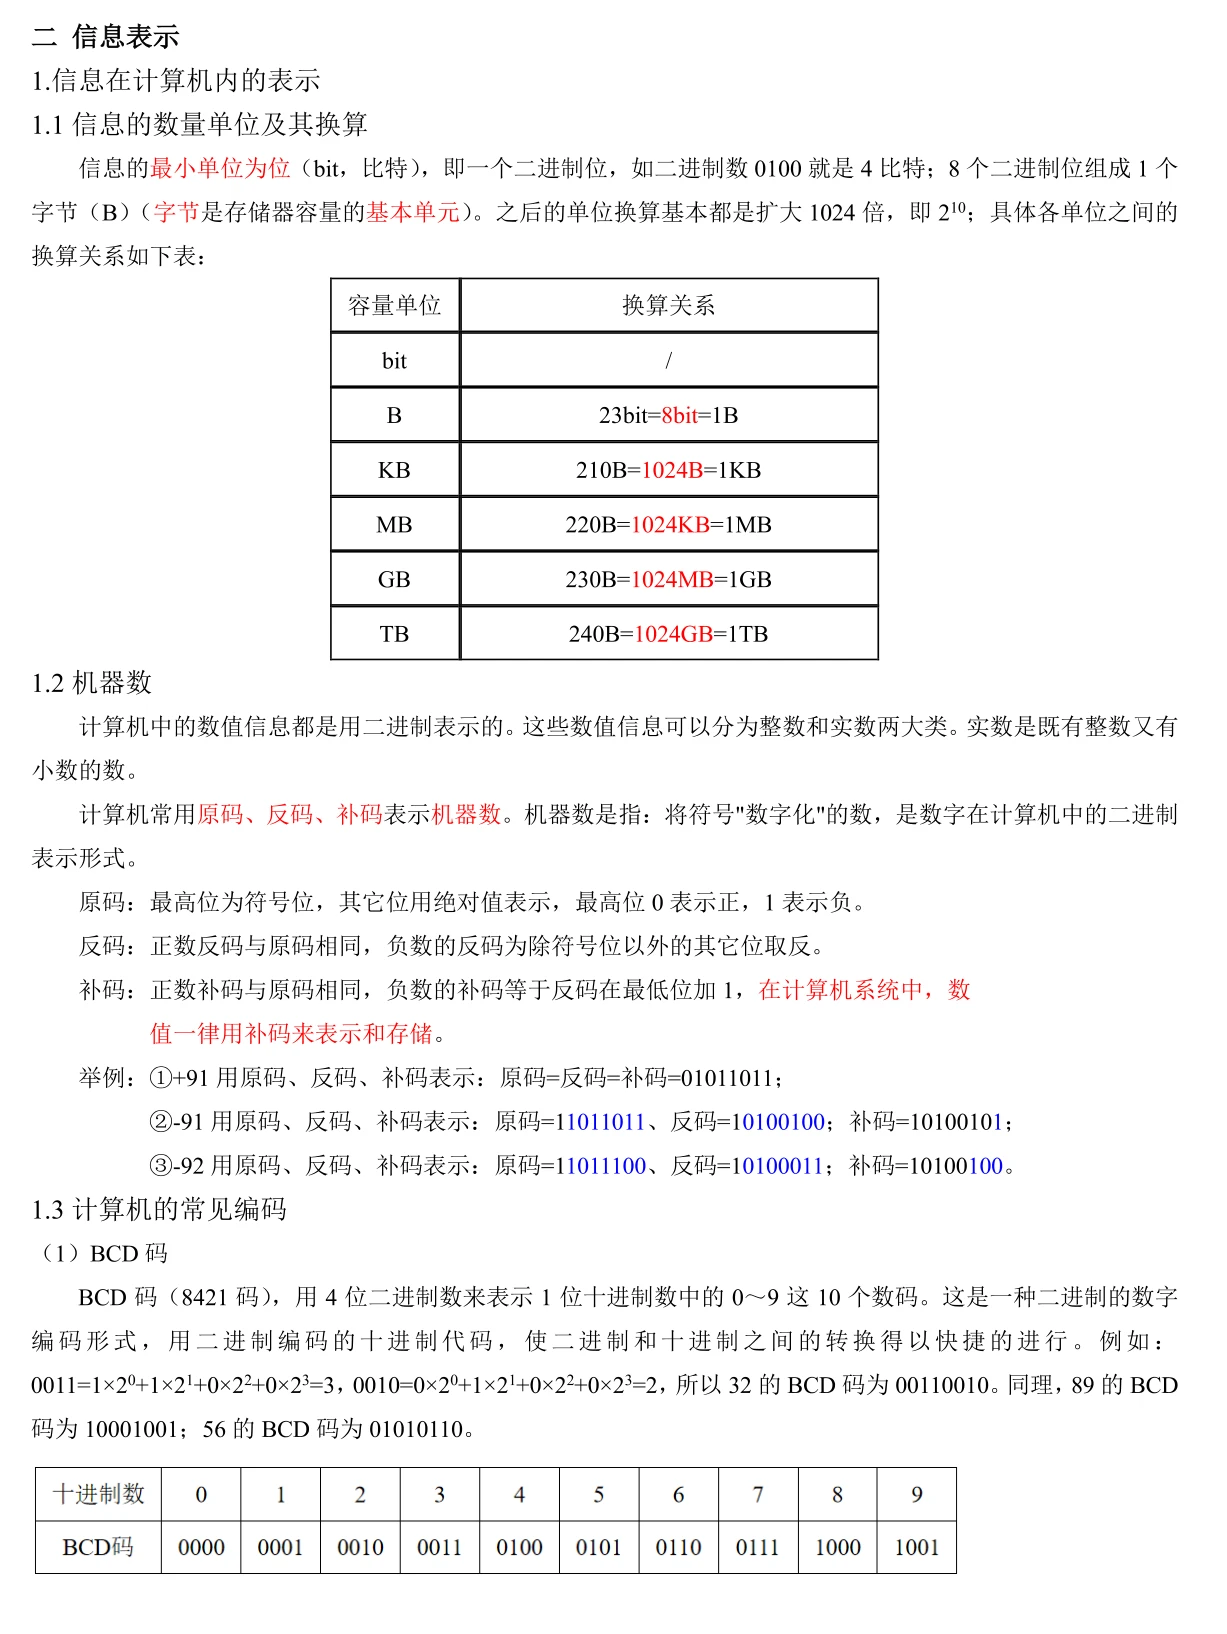 二 信息表示
1.信息在计算机内的表示
1.1 信息的数量单位及其换算
信息的最小单位为位（bit，比特），即一个二进制位，如二进制数 0100 就是 4 比特；8 个二进制位组成 1 个
字节（B）（字节是存储器容量的基本单元）。之后的单位换算基本都是扩大 1024 倍，即 2¹⁰；具体各单位之间的
换算关系如下表：
容量单位 换算关系
bit /
B 23bit=8bit=1B
KB 210B=1024B=1KB
MB 220B=1024KB=1MB
GB 230B=1024MB=1GB
TB 240B=1024GB=1TB
1.2 机器数
计算机中的数值信息都是用二进制表示的。这些数值信息可以分为整数和实数两大类。实数是既有整数又有
小数的数。
计算机常用原码、反码、补码表示机器数。机器数是指：将符号"数字化"的数，是数字在计算机中的二进制
表示形式。
原码：最高位为符号位，其它位用绝对值表示，最高位 0 表示正，1 表示负。
反码：正数反码与原码相同，负数的反码为除符号位以外的其它位取反。
补码：正数补码与原码相同，负数的补码等于反码在最低位加 1，在计算机系统中，数
值一律用补码来表示和存储。
举例：①+91 用原码、反码、补码表示：原码=反码=补码=01011011；
②-91 用原码、反码、补码表示：原码=11011011、反码=10100100；补码=10100101；
③-92 用原码、反码、补码表示：原码=11011100、反码=10100011；补码=10100100。
1.3 计算机的常见编码
（1）BCD 码
BCD 码（8421 码），用 4 位二进制数来表示 1 位十进制数中的 0～9 这 10 个数码。这是一种二进制的数字
编码形式，用二进制编码的十进制代码，使二进制和十进制之间的转换得以快捷的进行。例如：
0011=1×2⁰+1×2¹+0×2²+0×2³=3，0010=0×2⁰+1×2¹+0×2²+0×2³=2，所以 32 的 BCD 码为 00110010。同理，89 的 BCD
码为 10001001；56 的 BCD 码为 01010110。
十进制数 0 1 2 3 4 5 6 7 8 9
BCD码 0000 0001 0010 0011 0100 0101 0110 0111 1000 1001